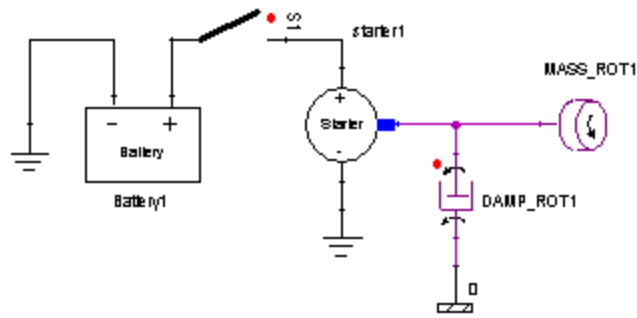 S1
starter1
MASS_ROT1
- +
+
Starter
-
Battery
Battery1
DAMP_ROT1
0